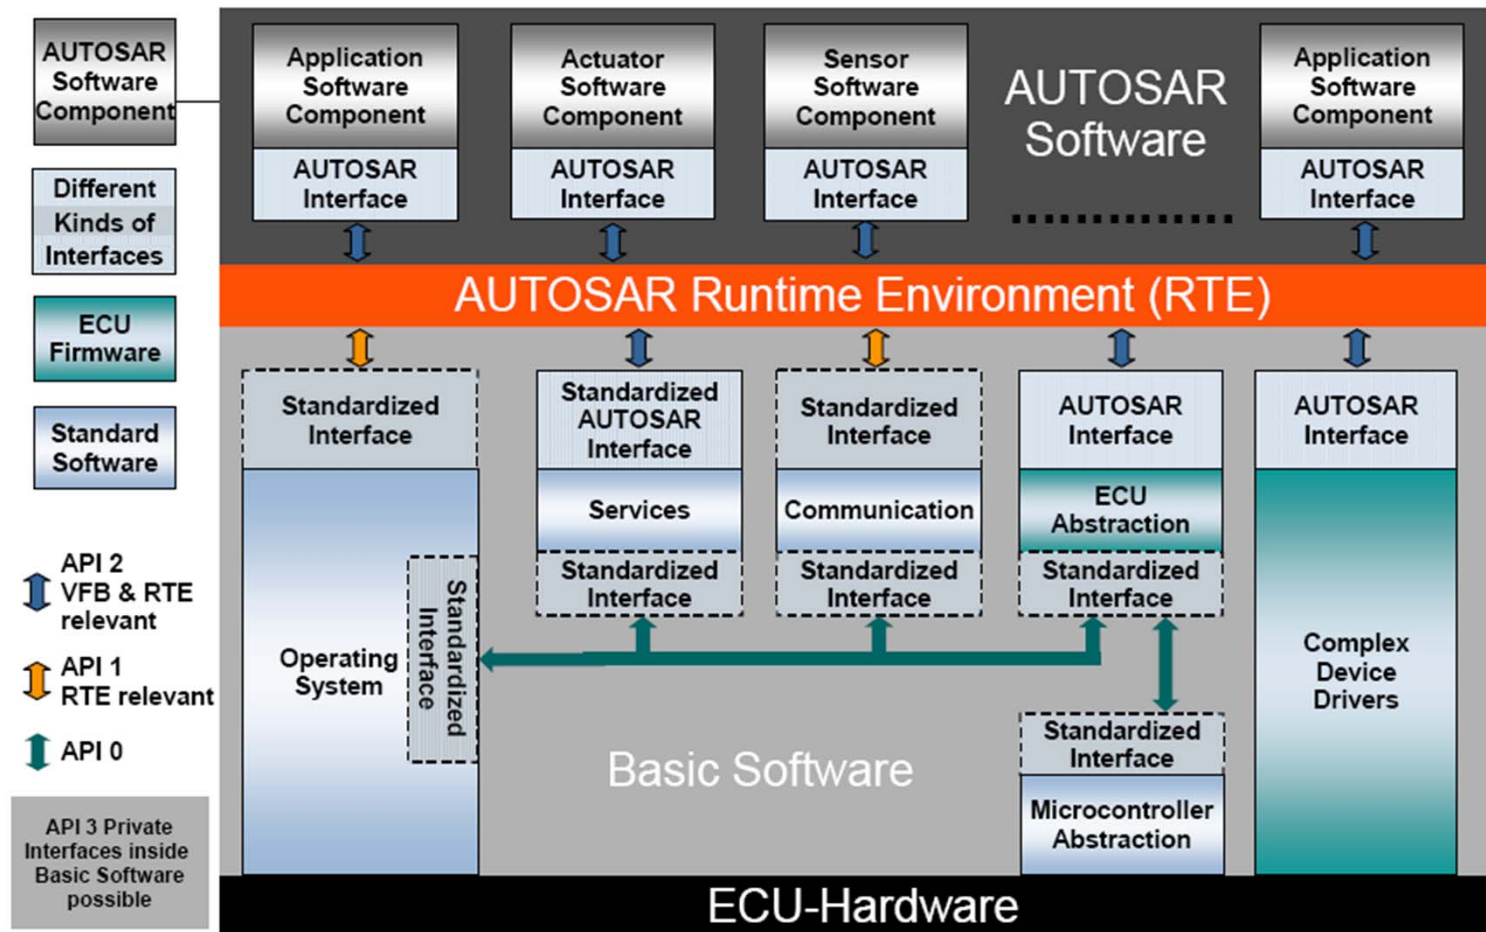 AUTOSAR
Software
Component
Different
Kinds of
Interfaces
ECU
Firmware
Standard
Software
API 2
VFB & RTE
relevant
API 1
RTE relevant
API 0
API 3 Private
Interfaces inside
Basic Software
possible
Application
Software
Component
AUTOSAR
Interface
Actuator
Software
Component
AUTOSAR
Interface
Sensor
Software
Component
AUTOSAR
Interface
AUTOSAR
Software
Application
Software
Component
AUTOSAR
Interface
AUTOSAR Runtime Environment (RTE)
Standardized
Interface
Operating
System
Standardized
Interface
Standardized
AUTOSAR
Interface
Services
Standardized
Interface
Standardized
Interface
Communication
Standardized
Interface
AUTOSAR
Interface
ECU
Abstraction
Standardized
Interface
Standardized
Interface
Microcontroller
Abstraction
AUTOSAR
Interface
Complex
Device
Drivers
Basic Software
ECU-Hardware